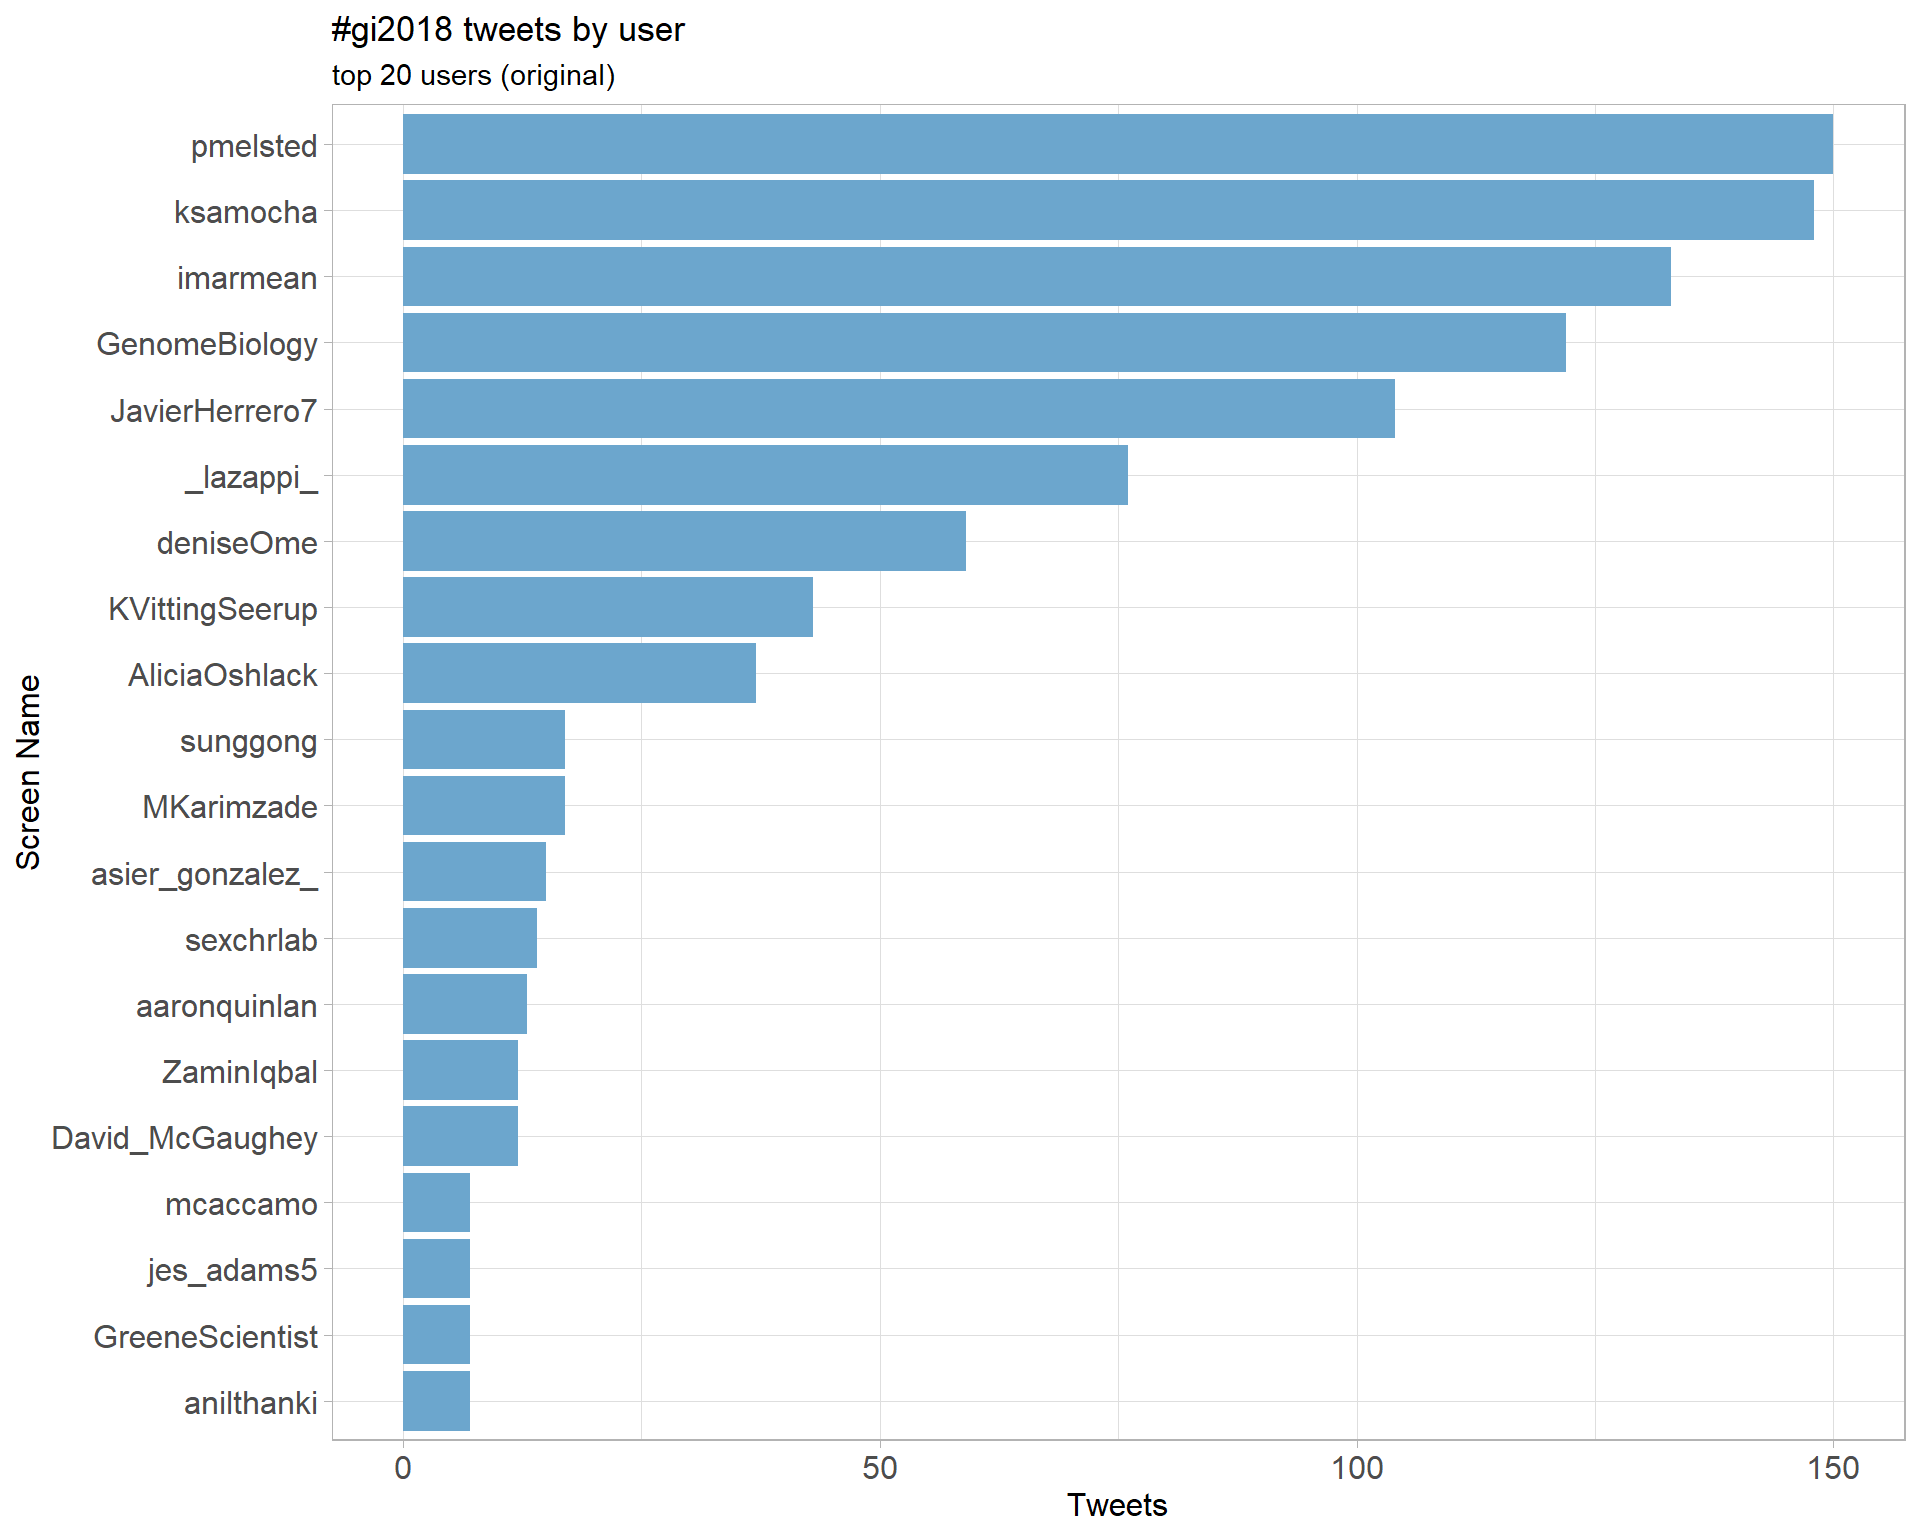 #gi2018 tweets by user
top 20 users (original)
pmelsted
ksamocha
imarmean
GenomeBiology
JavierHerrero7
_lazappi_
deniseOme
KVittingSeerup
AliciaOshlack
sunggong
MKarimzade
asier_gonzalez_
sexchrlab
aaronquinlan
ZaminIqbal
David_McGaughey
mcaccamo
jes_adams5
GreeneScientist
anilthanki
Screen Name
0 50 100 150
Tweets